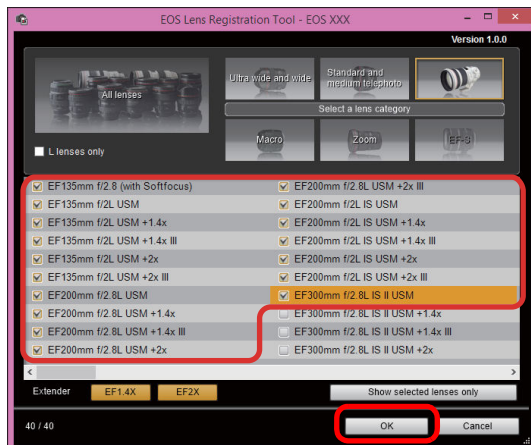 EOS Lens Registration Tool - EOS XXX
Version 1.0.0
All lenses
Ultra wide and wide
Standard and
medium telephoto
Select a lens category
L lenses only
Macro
Zoom
EF-S
EF135mm f/2.8 (with Softfocus)
EF135mm f/2L USM
EF135mm f/2L USM +1.4x
EF135mm f/2L USM +1.4x III
EF135mm f/2L USM +2x
EF135mm f/2L USM +2x III
EF200mm f/2.8L USM
EF200mm f/2.8L USM +1.4x
EF200mm f/2.8L USM +1.4x III
EF200mm f/2.8L USM +2x
EF200mm f/2.8L USM +2x III
EF200mm f/2L IS USM
EF200mm f/2L IS USM +1.4x
EF200mm f/2L IS USM +1.4x III
EF200mm f/2L IS USM +2x
EF200mm f/2L IS USM +2x III
EF300mm f/2.8L IS II USM
EF300mm f/2.8L IS II USM +1.4x
EF300mm f/2.8L IS II USM +1.4x III
EF300mm f/2.8L IS II USM +2x
Extender
EF1.4X
EF2X
Show selected lenses only
40 / 40
OK
Cancel